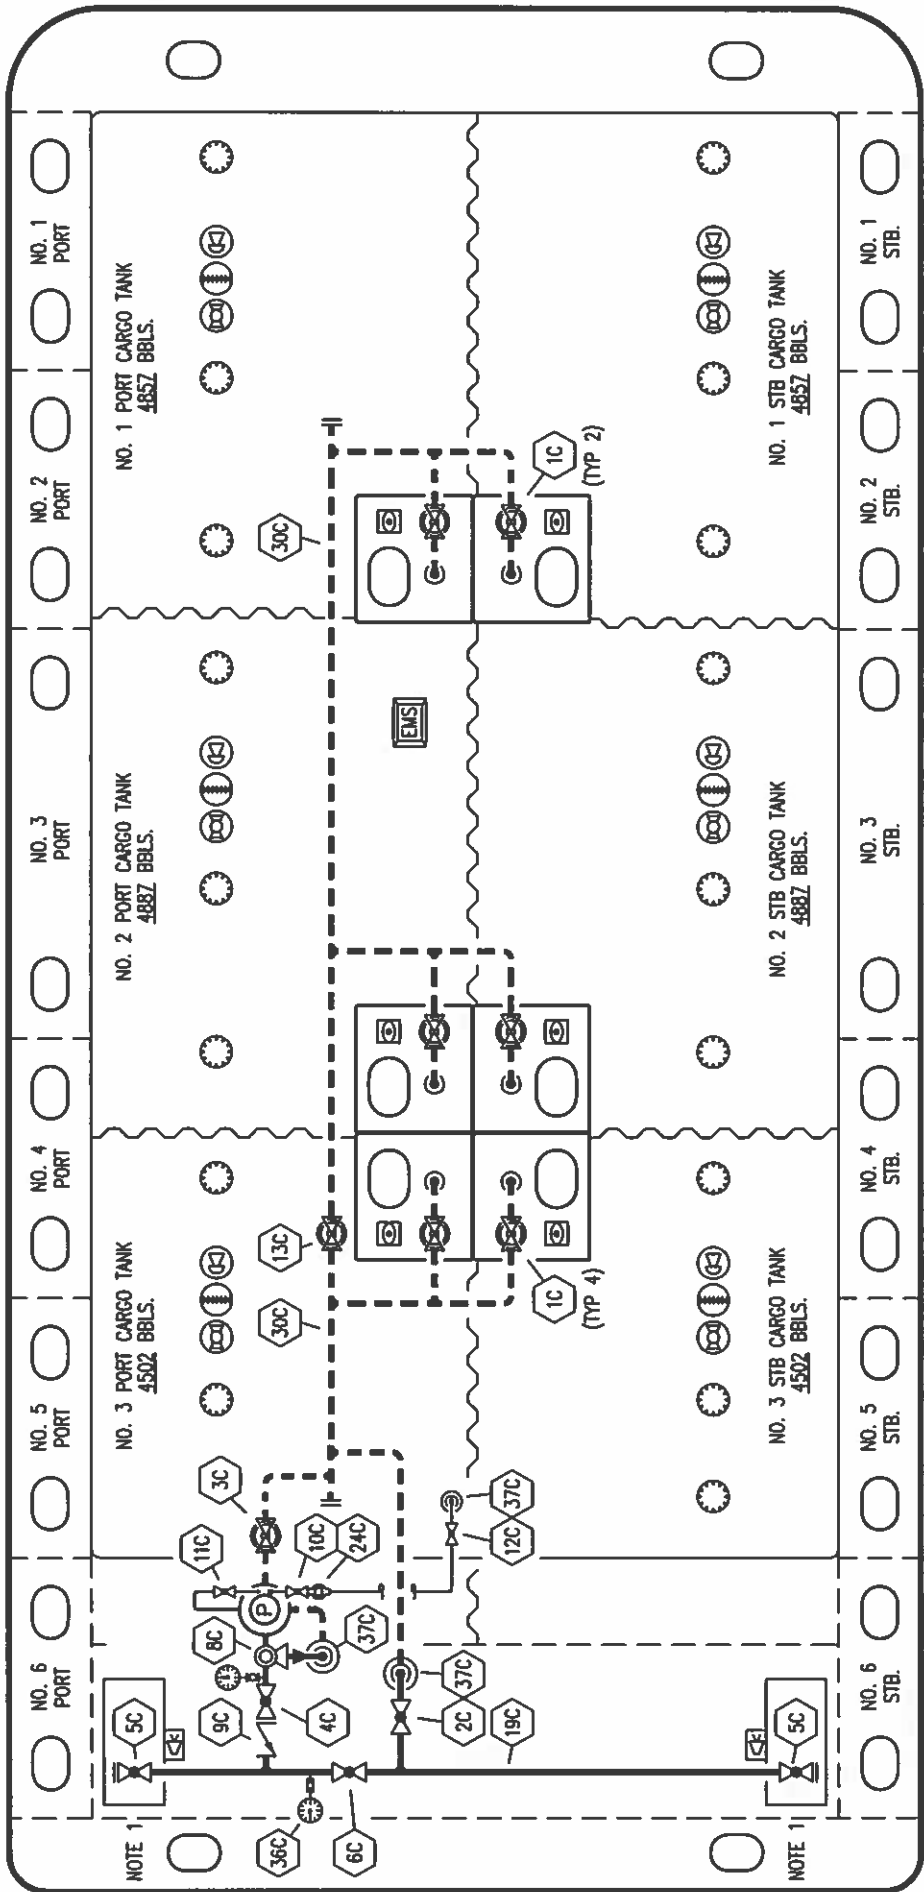 NO. 1
PORT
NO. 2
PORT
NO. 3
PORT
NO. 4
PORT
NO. 5
PORT
NO. 6
PORT
NO. 1 PORT CARGO TANK
4857 BBLS.
NO. 2 PORT CARGO TANK
4887 BBLS.
NO. 3 PORT CARGO TANK
4502 BBLS.
30C
13C
30C
3C
11C
10C
24C
8C
37C
9C
4C
5C
36C
6C
P
EMS
1C
(TYP 2)
1C
(TYP 4)
37C
12C
37C
2C
19C
5C
NOTE 1
NOTE 1
NO. 1 STB CARGO TANK
4857 BBLS.
NO. 2 STB CARGO TANK
4887 BBLS.
NO. 3 STB CARGO TANK
4502 BBLS.
NO. 1
STB.
NO. 2
STB.
NO. 3
STB.
NO. 4
STB.
NO. 5
STB.
NO. 6
STB.